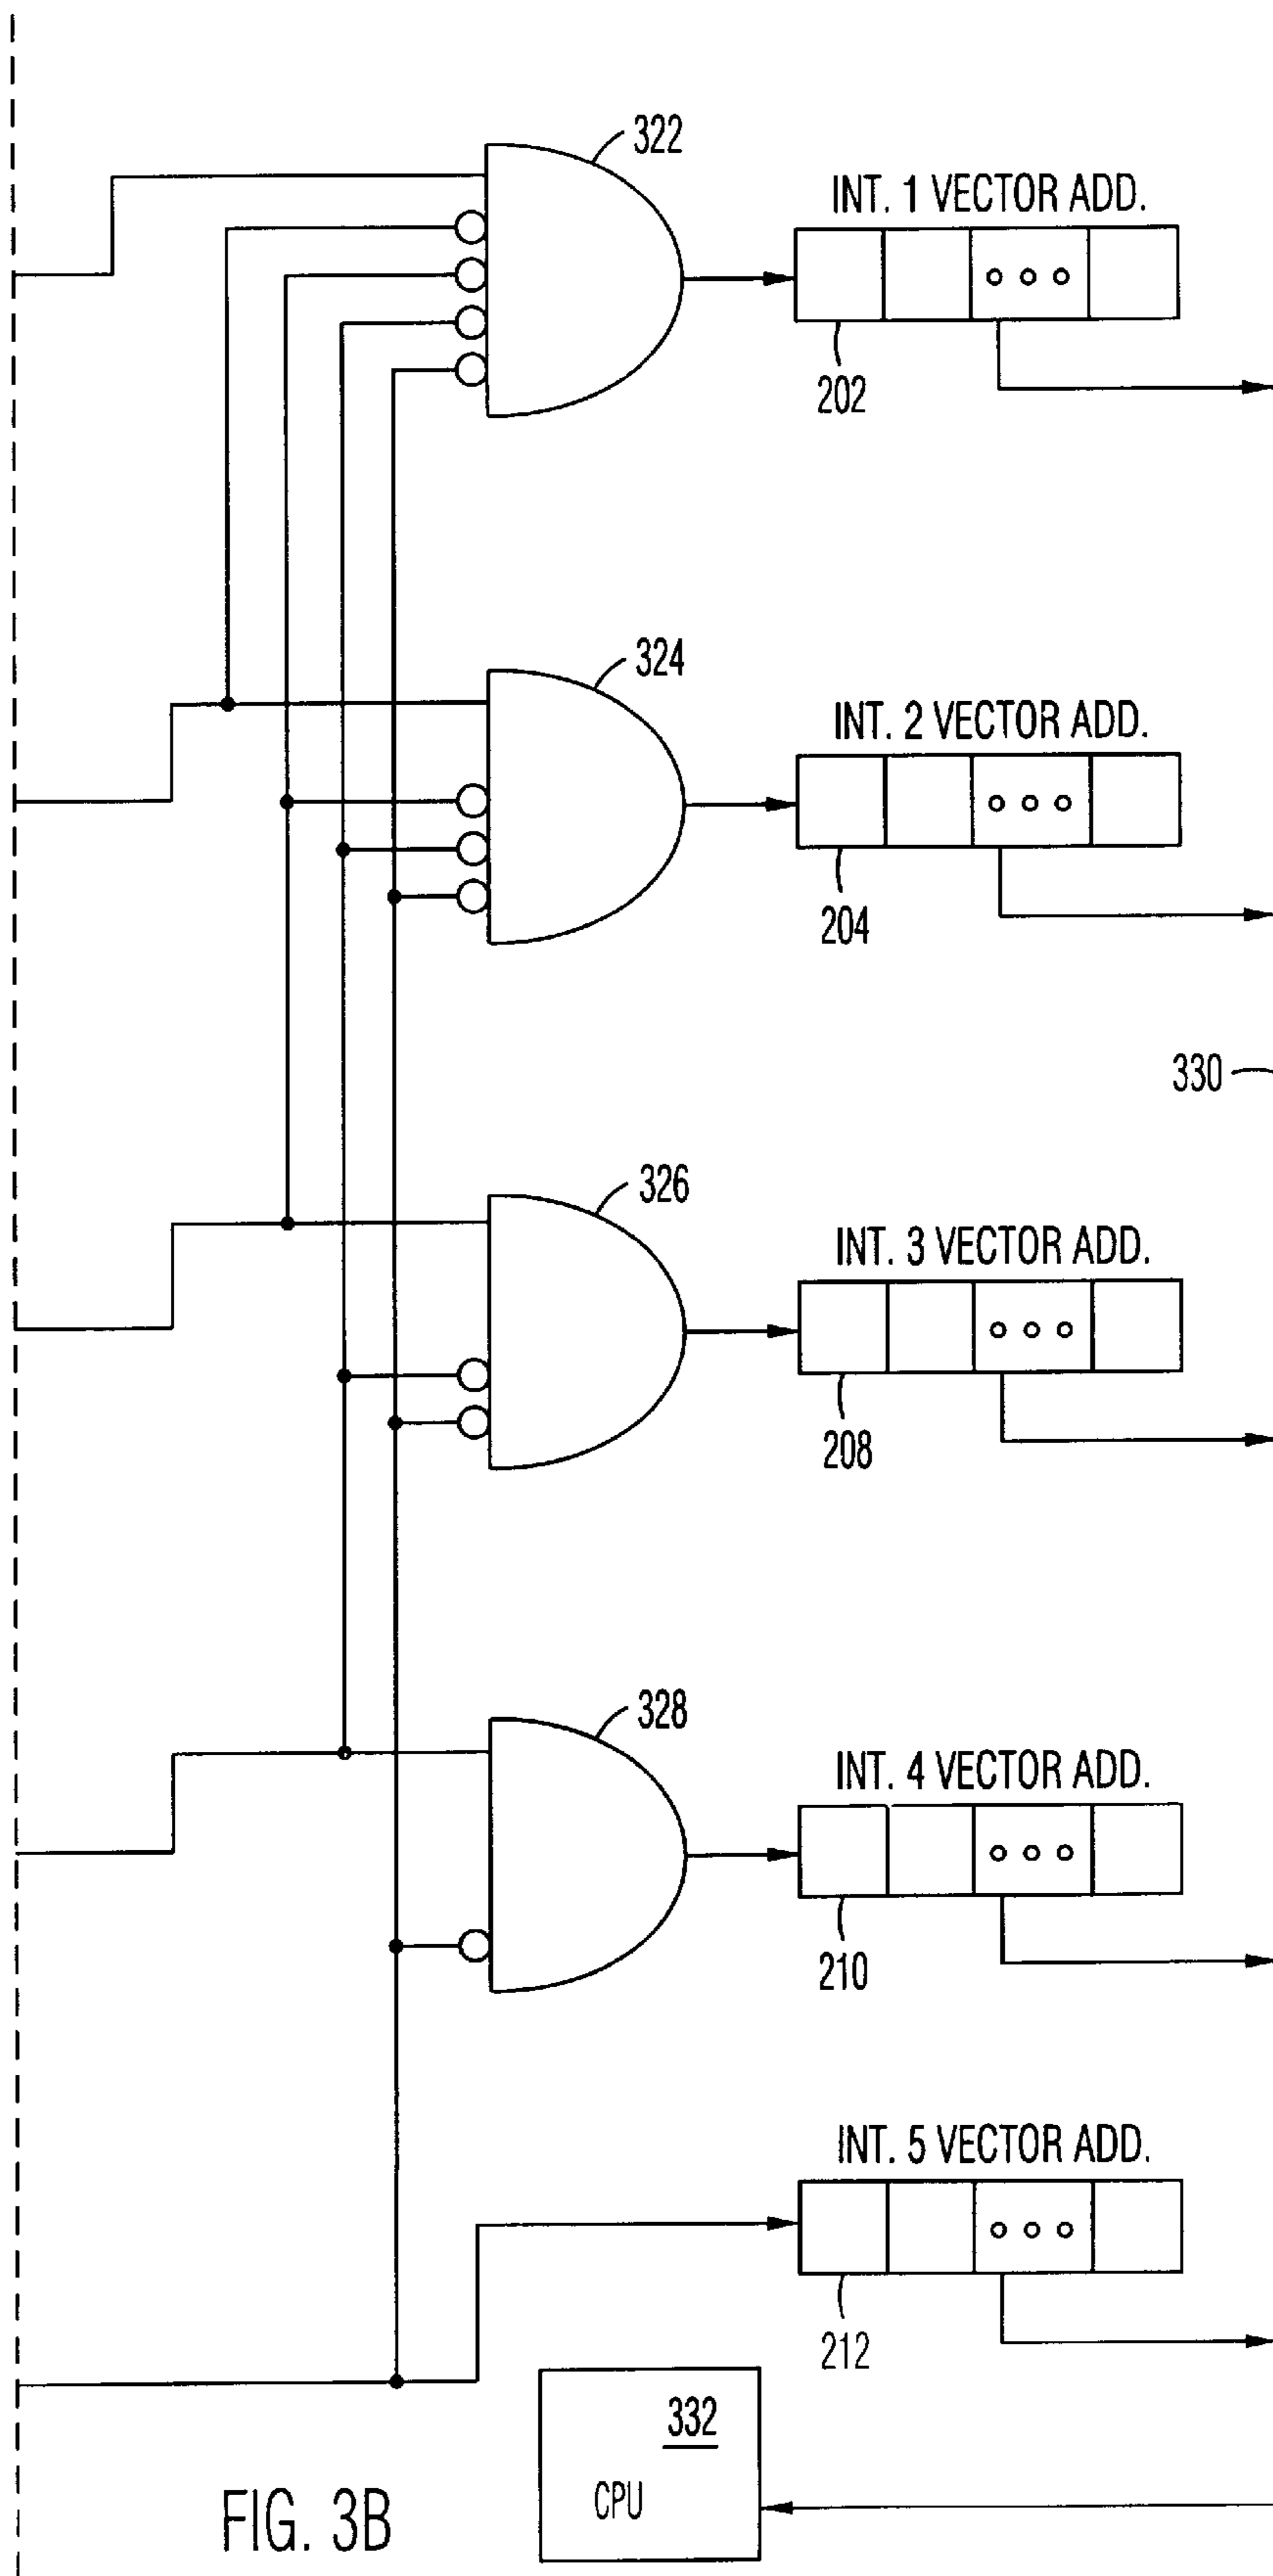 322
INT. 1 VECTOR ADD.
202
324
INT. 2 VECTOR ADD.
204
330
326
INT. 3 VECTOR ADD.
208
328
INT. 4 VECTOR ADD.
210
INT. 5 VECTOR ADD.
212
332
CPU
FIG. 3B